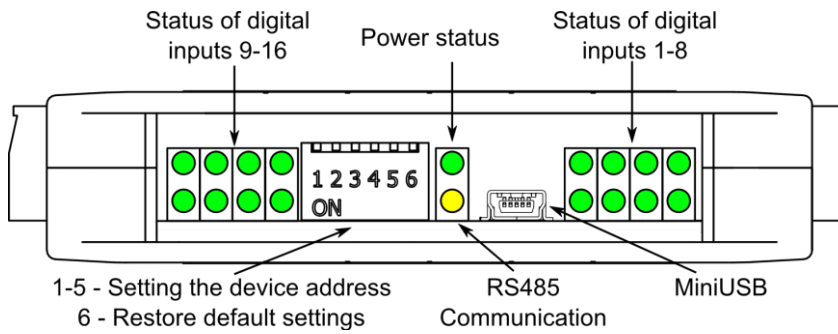 Status of digital
inputs 9-16
Power status
Status of digital
inputs 1-8
1 2 3 4 5 6
ON
1-5 - Setting the device address
6 - Restore default settings
RS485
Communication
MiniUSB